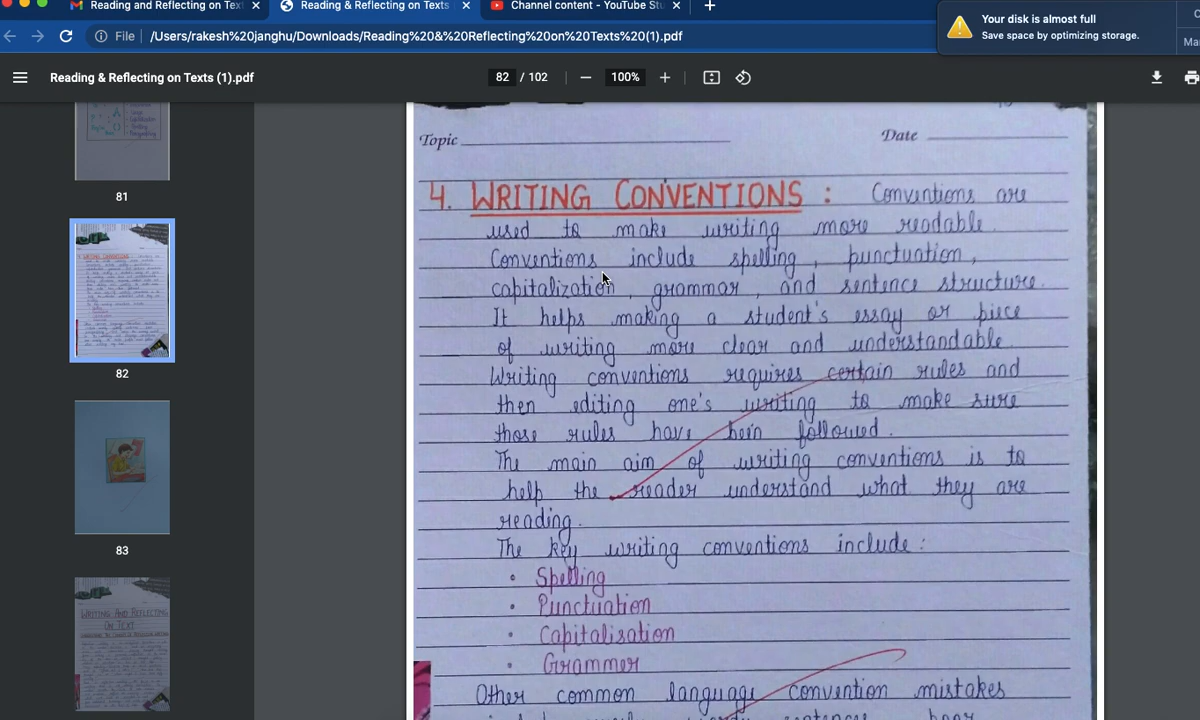 Reading and Reflecting on Tex
Reading & Reflecting on Texts
Channel content - YouTube Stu
Your disk is almost full
Save space by optimizing storage.
File /Users/rakesh%20janghu/Downloads/Reading%20&%20Reflecting%20on%20Texts%20(1).pdf
Reading & Reflecting on Texts (1).pdf
82 / 102
100%
81
82
83
Topic
Date
4. WRITING CONVENTIONS : Conventions are
used to make writing more readable.
Conventions include spelling, punctuation,
capitalization, grammar, and sentence structure.
It helps making a student's essay or piece
of writing more clear and understandable.
Writing conventions requires certain rules and
then editing one's writing to make sure
those rules have been followed.
The main aim of writing conventions is to
help the reader understand what they are
reading.
The key writing conventions include :
• Spelling
• Punctuation
• Capitalisation
• Grammer
Other common language convention mistakes
WRITING AND REFLECTING
ON TEXT